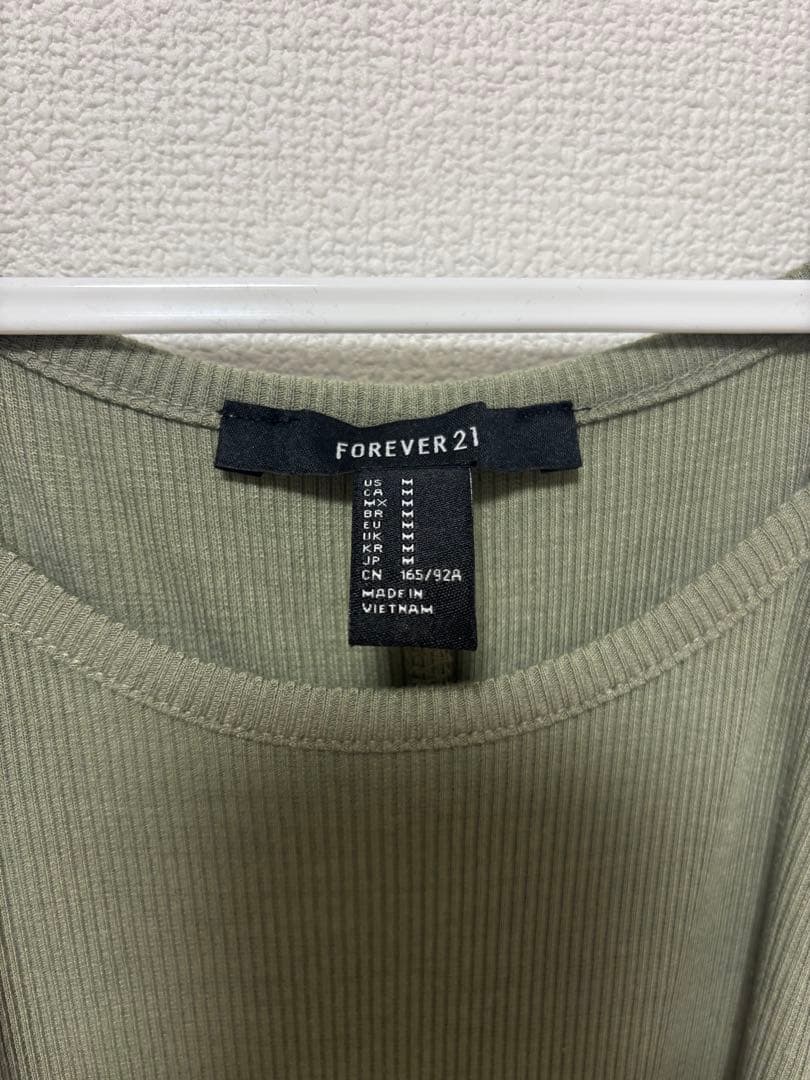 FOREVER 21
US M
CA M
MX M
BR M
EU M
UK M
KR M
JP M
CN 165/92A
MADE IN
VIETNAM